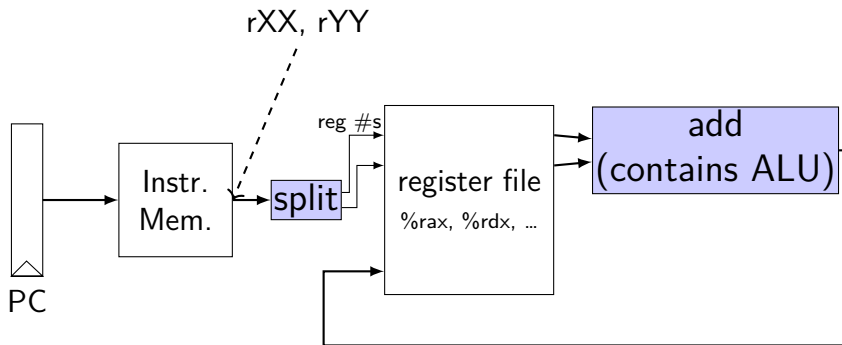 rXX, rYY
reg #s
add
(contains ALU)
Instr.
Mem.
split
register file
%rax, %rdx, ...
PC